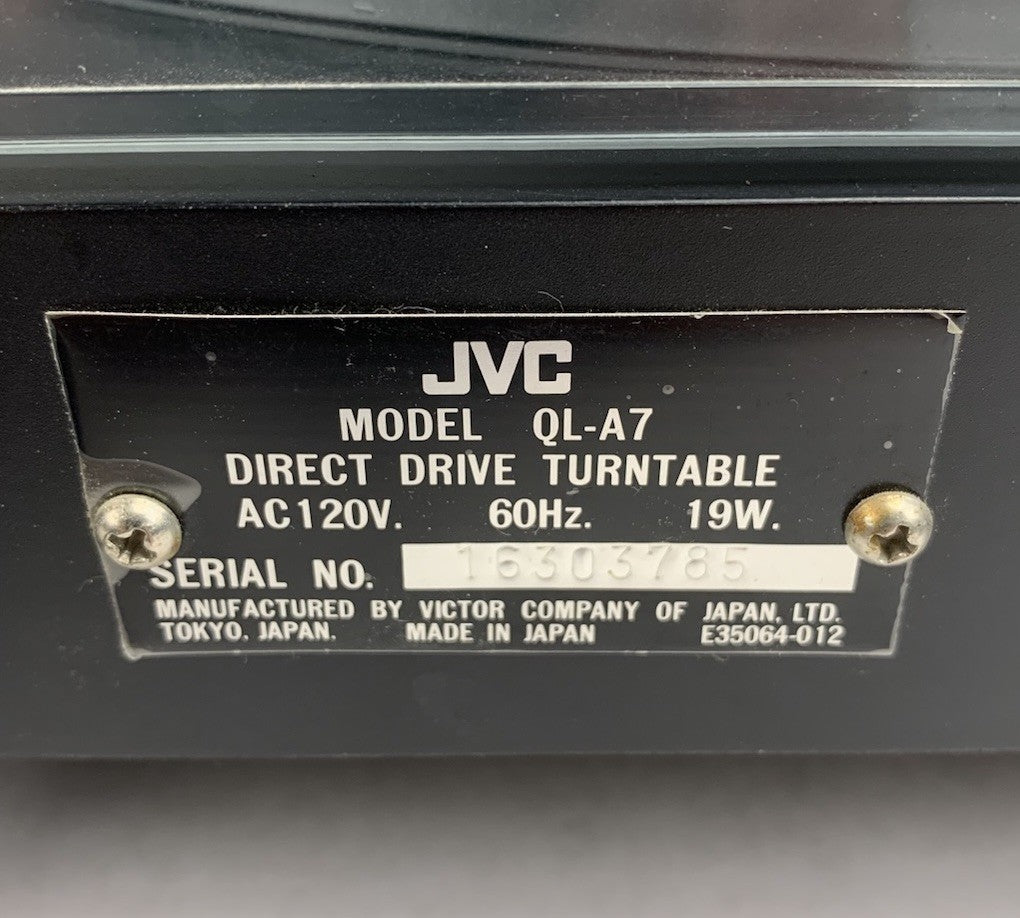 JVC
MODEL QL-A7
DIRECT DRIVE TURNTABLE
AC120V. 60Hz. 19W.
SERIAL NO. 16303785
MANUFACTURED BY VICTOR COMPANY OF JAPAN, LTD.
TOKYO, JAPAN. MADE IN JAPAN E35064-012